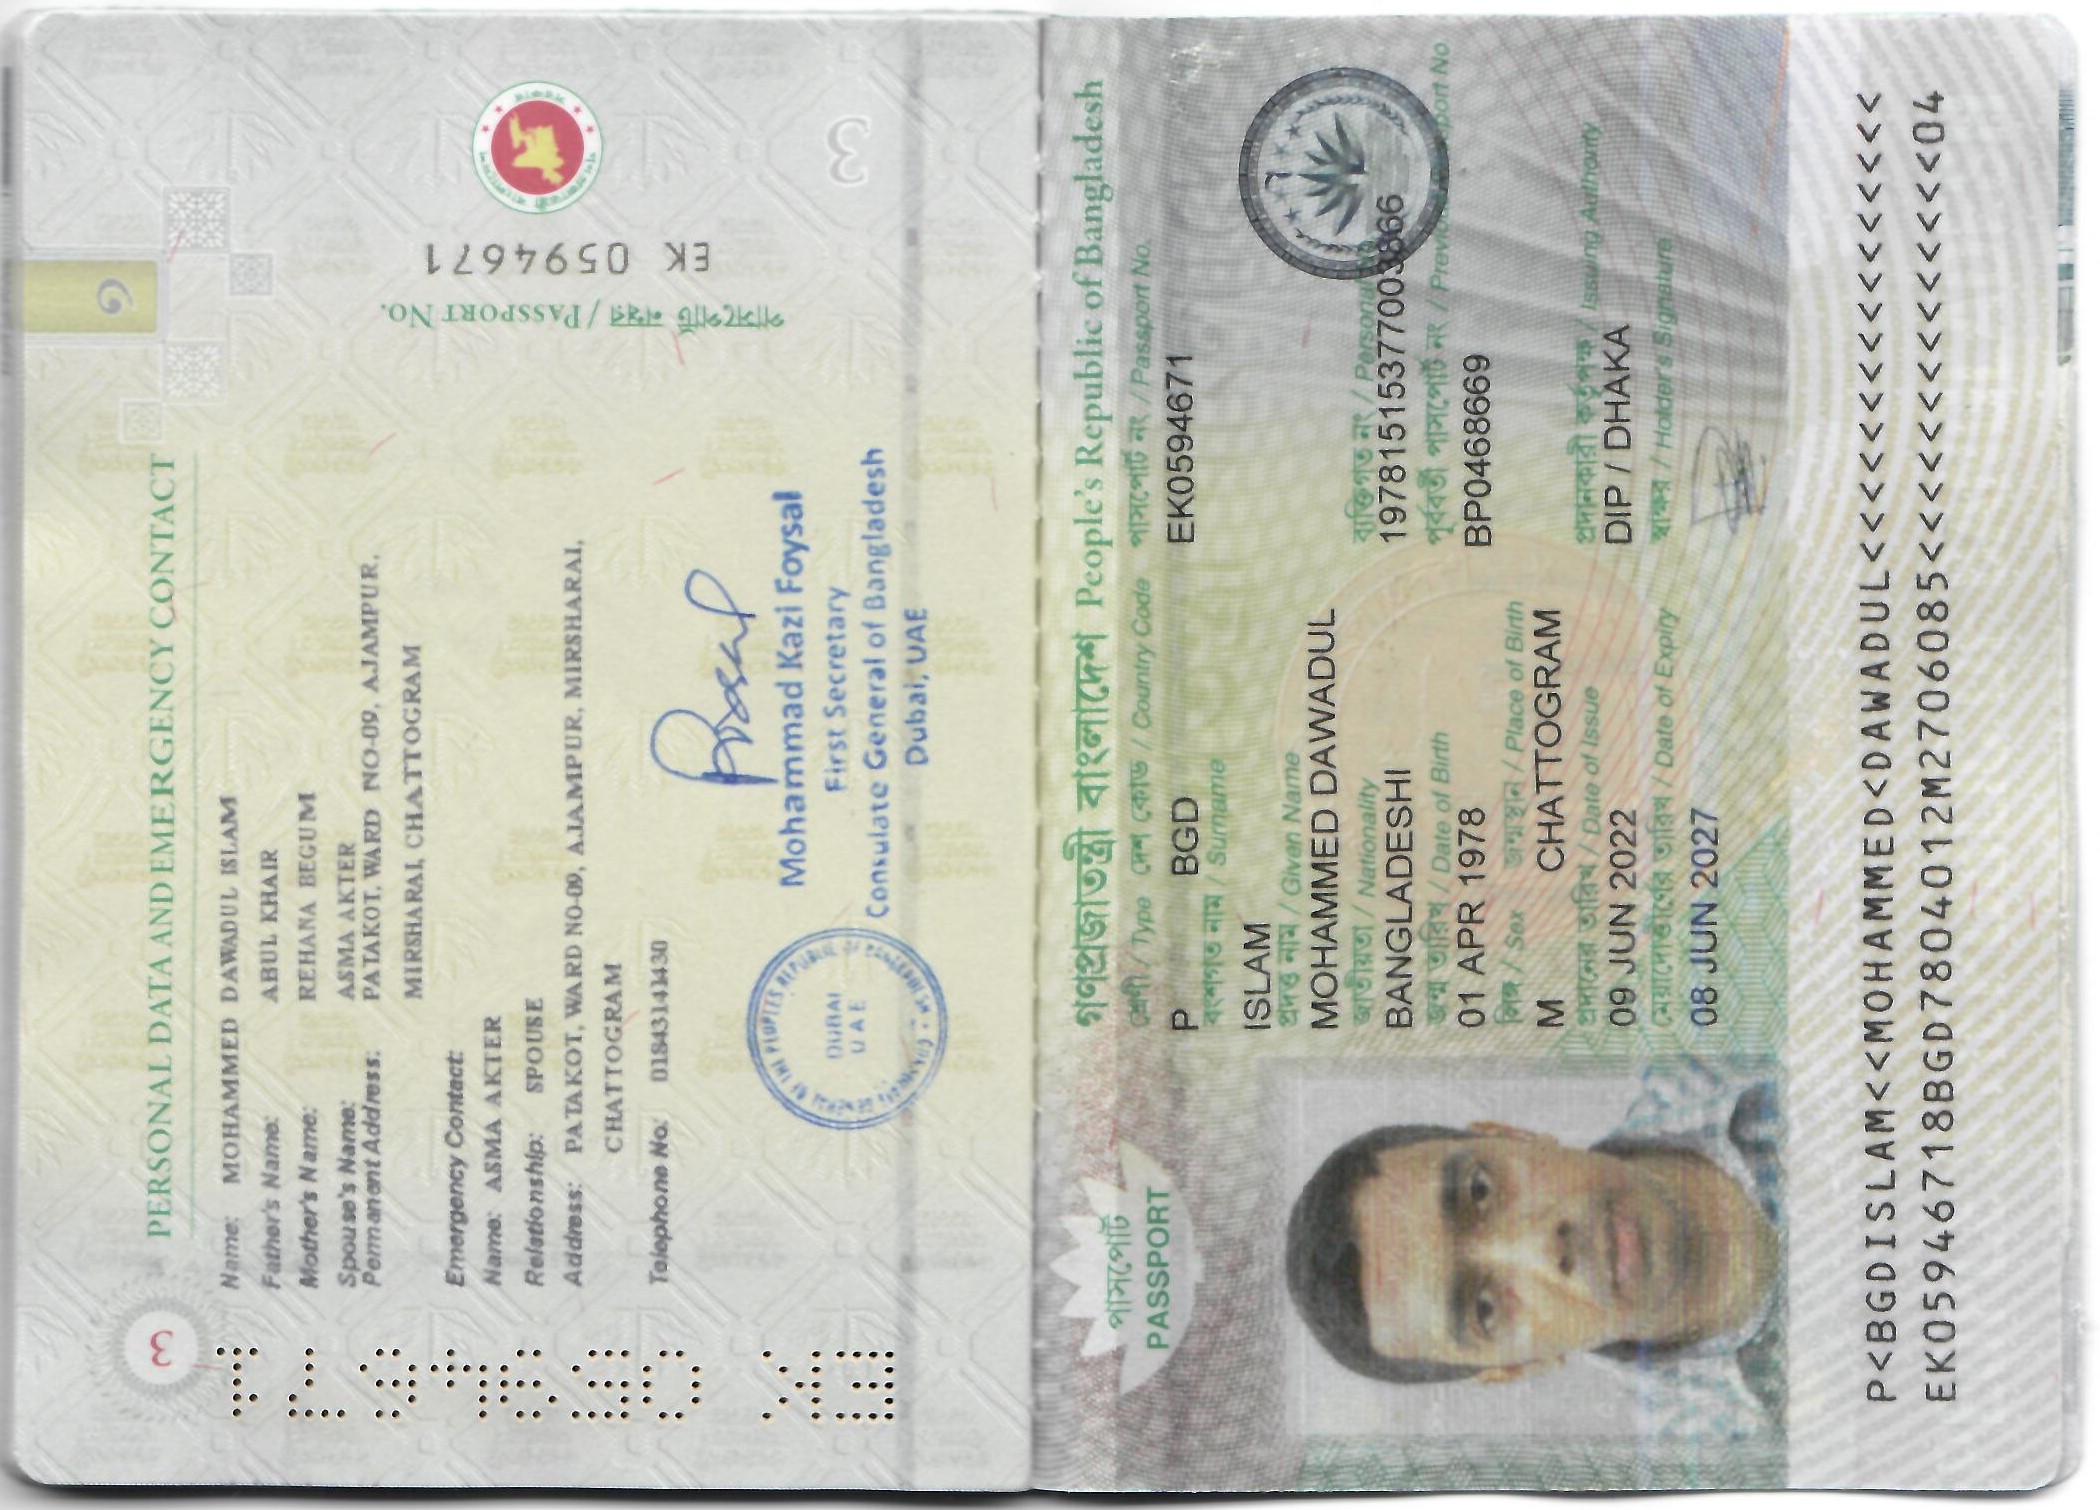 3
PERSONAL DATA AND EMERGENCY CONTACT
Name: MOHAMMED DAWADUL ISLAM
Father's Name: ABUL KHAIR
Mother's Name: REHANA BEGUM
Spouse's Name: ASMA AKTER
Permanent Address: PATAKOT, WARD NO-09, AJAMPUR,
MIRSHARAI, CHATTOGRAM
Emergency Contact:
Name: ASMA AKTER
Relationship: SPOUSE
Address: PATAKOT, WARD NO-09, AJAMPUR, MIRSHARAI,
CHATTOGRAM
Telephone No: 01843141430
DUBAI
UAE
Mohammad Kazi Foysal
First Secretary
Consulate General of Bangladesh
Dubai, UAE
EK 0594671
পাসপোর্ট নম্বর / PASSPORT No.
EK 0594671
3
পাসপোর্ট
PASSPORT
গণপ্রজাতন্ত্রী বাংলাদেশ People's Republic of Bangladesh
শ্রেণী / Type দেশ কোড / Country Code পাসপোর্ট নং / Passport No.
P BGD EK0594671
বংশগত নাম / Surname
ISLAM
প্রদত্ত নাম / Given Name
MOHAMMED DAWADUL
জাতীয়তা / Nationality ব্যক্তিগত নং / Personal No.
BANGLADESHI 19781515377003866
জন্ম তারিখ / Date of Birth পূর্ববর্তী পাসপোর্ট নং / Previous Passport No.
01 APR 1978 BP0468669
লিঙ্গ / Sex জন্মস্থান / Place of Birth
M CHATTOGRAM
প্রদানের তারিখ / Date of Issue প্রদানকারী কর্তৃপক্ষ / Issuing Authority
09 JUN 2022 DIP / DHAKA
মেয়াদোত্তীর্ণের তারিখ / Date of Expiry স্বাক্ষর / Holder's Signature
08 JUN 2027
P<BGDISLAM<<MOHAMMED<DAWADUL<<<<<<<<<<<<<<<<
EK05946718BGD7804012M2706085<<<<<<<<<<<<<<04